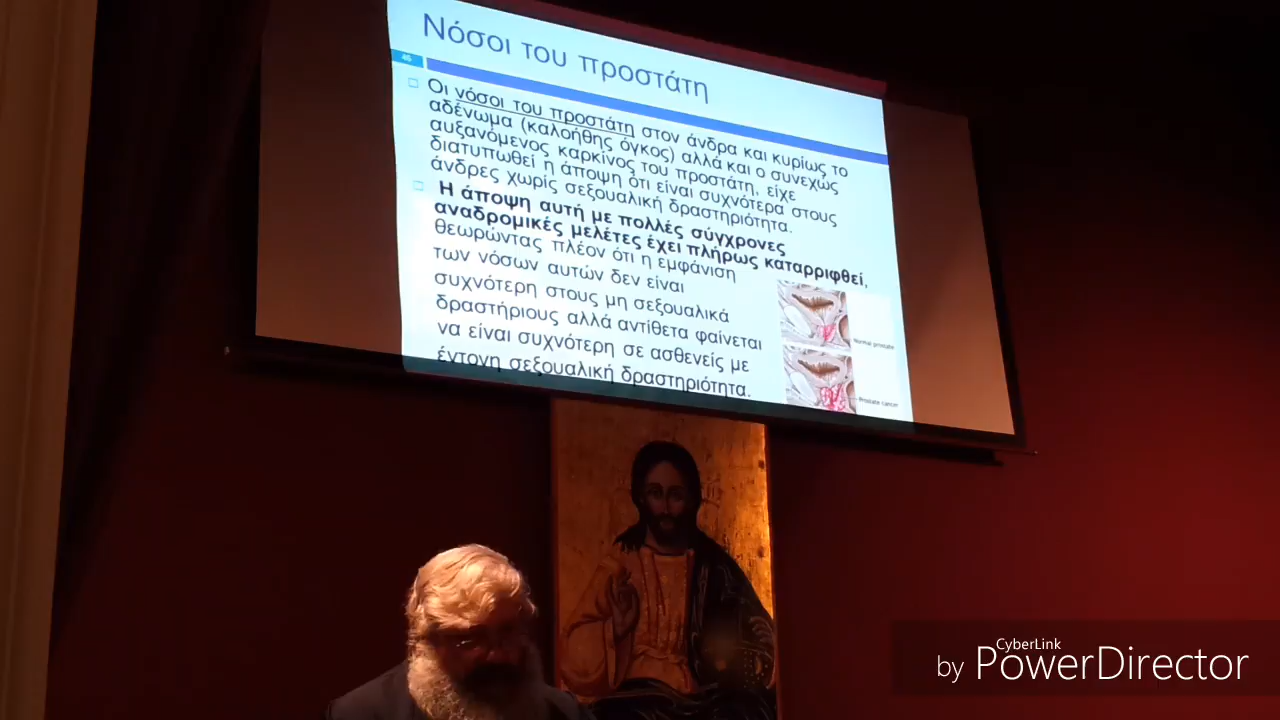 Νόσοι του προστάτη
46
Οι νόσοι του προστάτη στον άνδρα και κυρίως το
αδένωμα (καλοήθης όγκος) αλλά και ο συνεχώς
αυξανόμενος καρκίνος του προστάτη, είχε
διατυπωθεί η άποψη ότι είναι συχνότερα στους
άνδρες χωρίς σεξουαλική δραστηριότητα.
Η άποψη αυτή με πολλές σύγχρονες
αναδρομικές μελέτες έχει πλήρως καταρριφθεί,
θεωρώντας πλέον ότι η εμφάνιση
των νόσων αυτών δεν είναι
συχνότερη στους μη σεξουαλικά
δραστήριους αλλά αντίθετα φαίνεται
να είναι συχνότερη σε ασθενείς με
έντονη σεξουαλική δραστηριότητα.
Normal prostate
Prostate cancer
CyberLink
by PowerDirector